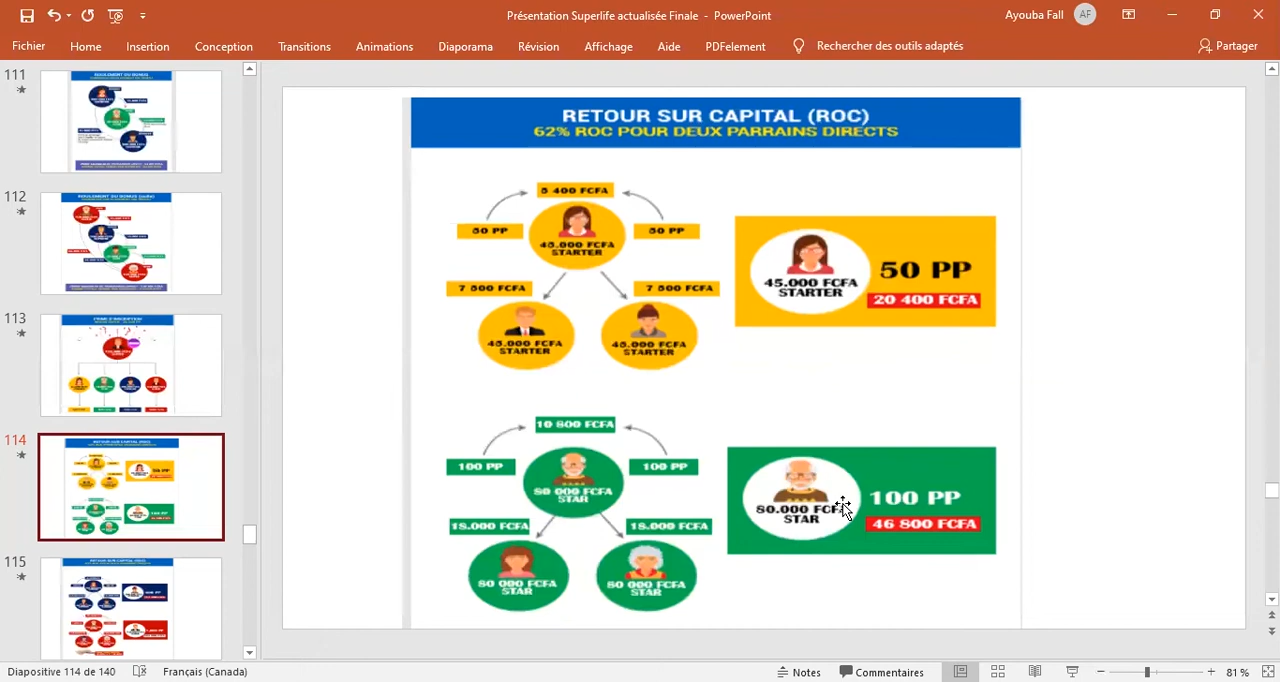 Présentation Superlife actualisée Finale - PowerPoint
Ayouba Fall
AF
Fichier Home Insertion Conception Transitions Animations Diaporama Révision Affichage Aide PDFelement Rechercher des outils adaptés Partager
111
112
113
114
115
RETOUR SUR CAPITAL (ROC)
62% ROC POUR DEUX PARRAINS DIRECTS
5 400 FCFA
50 PP
50 PP
45.000 FCFA
STARTER
7 500 FCFA
7 500 FCFA
45.000 FCFA
STARTER
45.000 FCFA
STARTER
45.000 FCFA
STARTER
50 PP
20 400 FCFA
10 800 FCFA
100 PP
100 PP
80 000 FCFA
STAR
18.000 FCFA
18.000 FCFA
80 000 FCFA
STAR
80 000 FCFA
STAR
80.000 FCFA
STAR
100 PP
46 800 FCFA
Diapositive 114 de 140
Français (Canada)
Notes
Commentaires
81 %